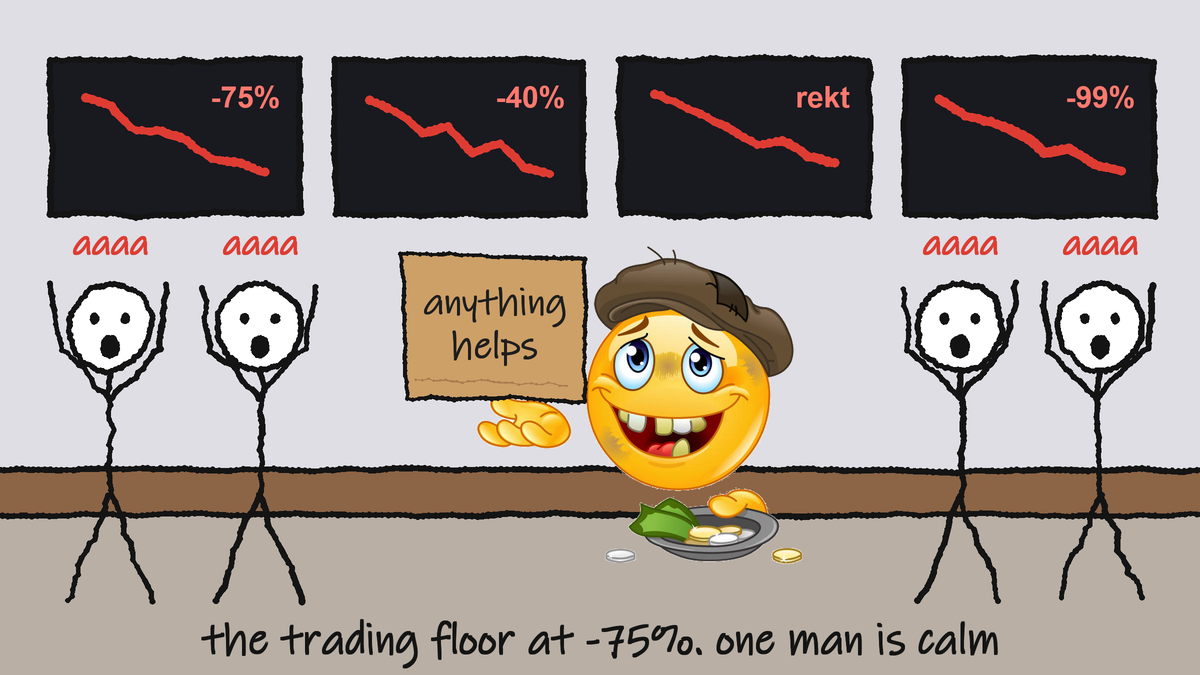 -75%
-40%
rekt
-99%
aaaa
aaaa
aaaa
aaaa
anything
helps
the trading floor at -75%. one man is calm